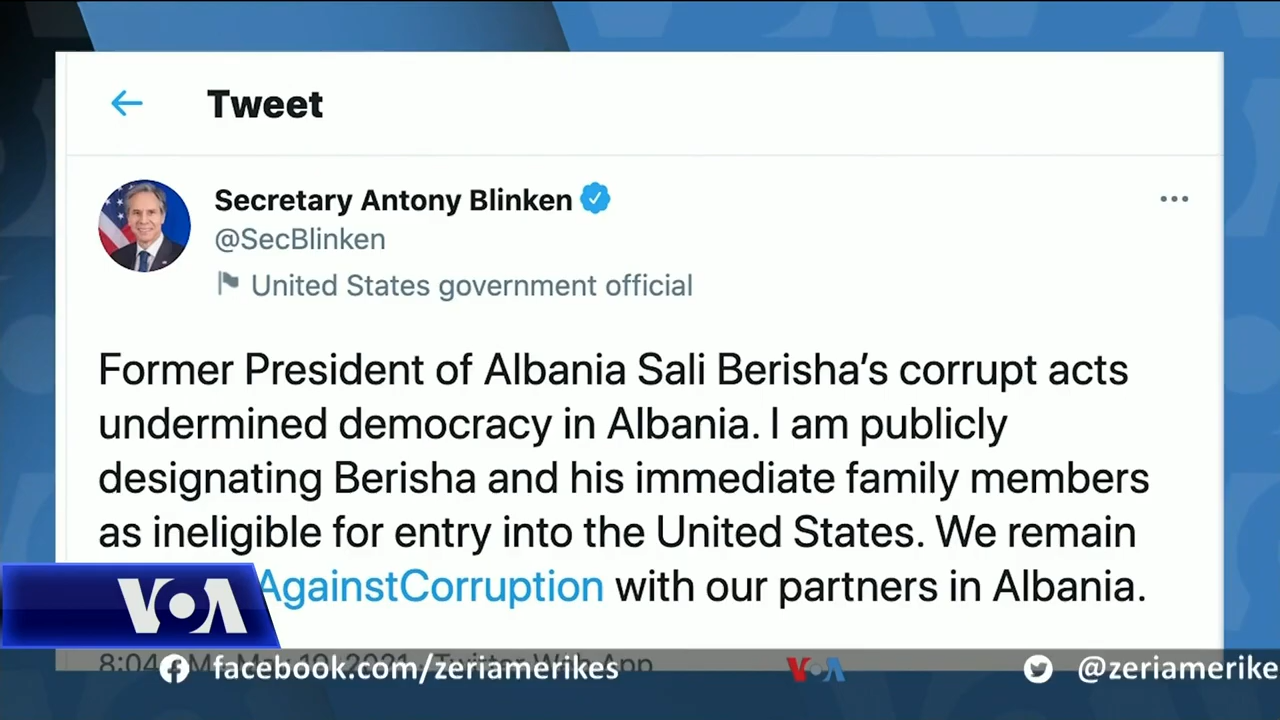 Tweet
Secretary Antony Blinken
@SecBlinken
United States government official
Former President of Albania Sali Berisha’s corrupt acts
undermined democracy in Albania. I am publicly
designating Berisha and his immediate family members
as ineligible for entry into the United States. We remain
AgainstCorruption with our partners in Albania.
VOA
8:04
facebook.com/zeriamerikes
VOA
@zeriamerike